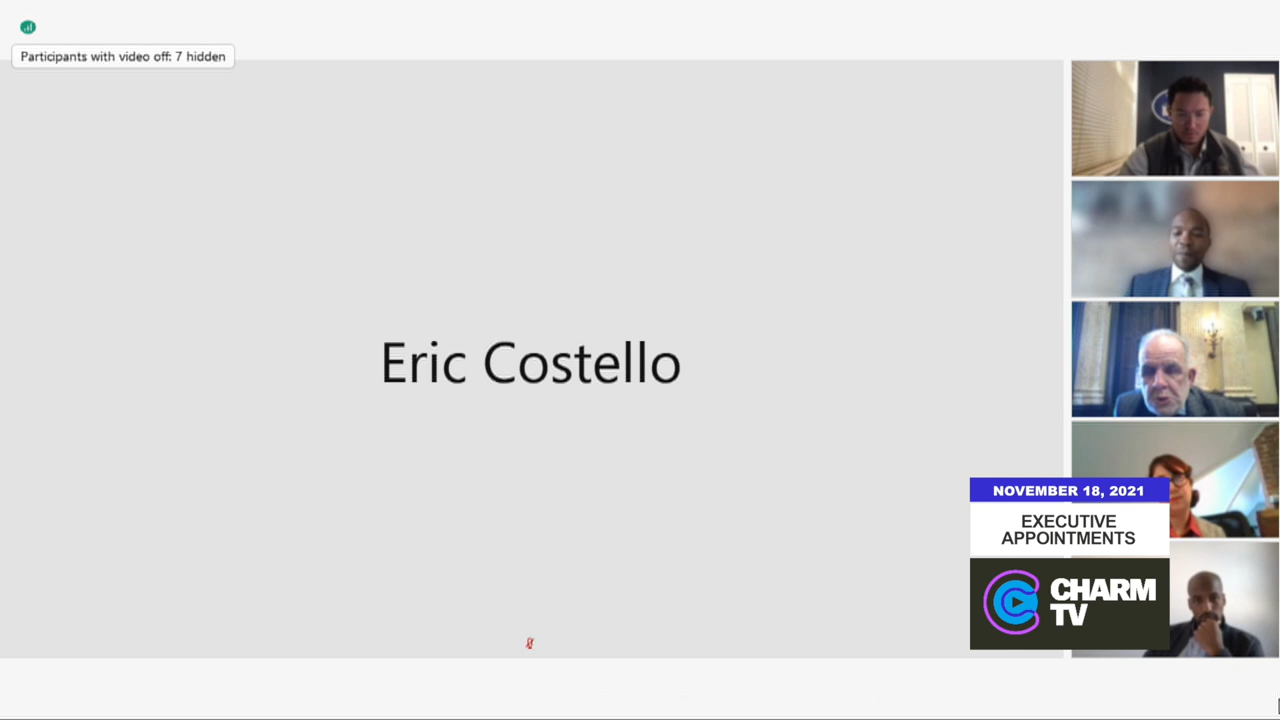 Participants with video off: 7 hidden
Eric Costello
NOVEMBER 18, 2021
EXECUTIVE
APPOINTMENTS
CHARM
TV